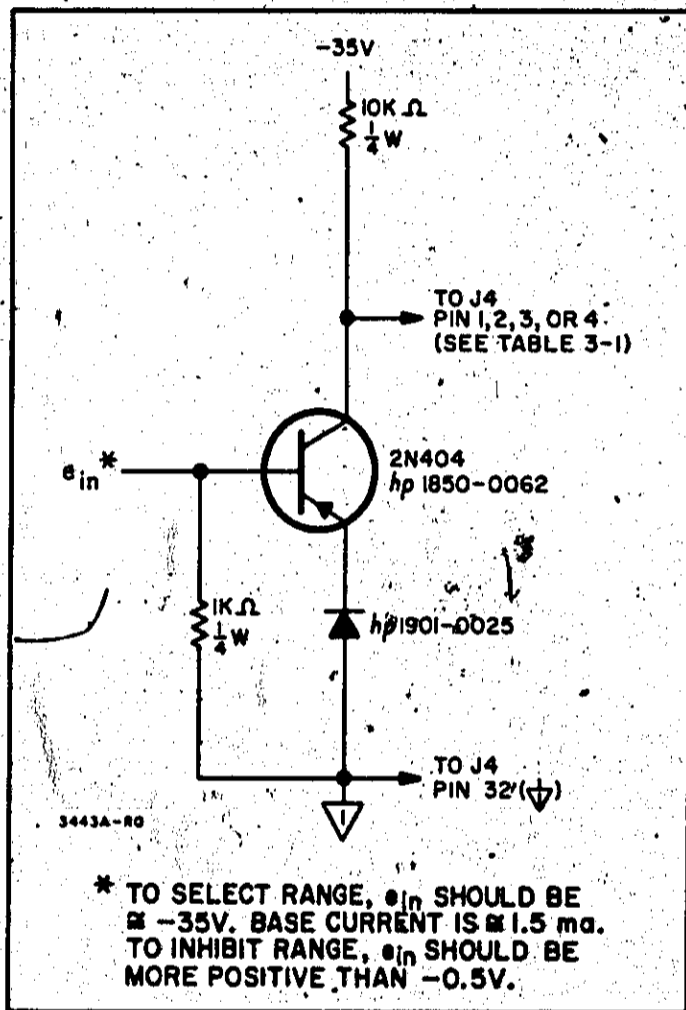 -35V
10K Ω
1/4 W
TO J4
PIN 1, 2, 3, OR 4
(SEE TABLE 3-1)
e in *
2N404
hp 1850-0062
1K Ω
1/4 W
hp 1901-0025
TO J4
PIN 32 ( )
3443A-RO
* TO SELECT RANGE, ein SHOULD BE
≅ -35V. BASE CURRENT IS ≅ 1.5 ma.
TO INHIBIT RANGE, ein SHOULD BE
MORE POSITIVE THAN -0.5V.